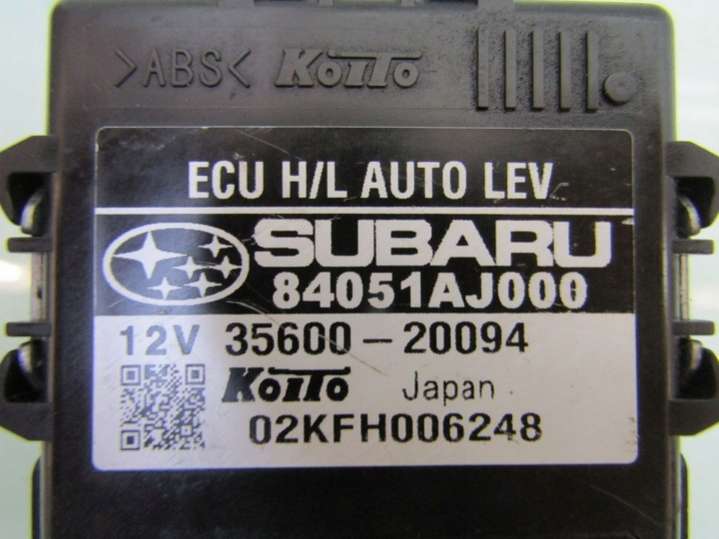 >ABS< KOITO
ECU H/L AUTO LEV
SUBARU
84051AJ000
12V 35600-20094
KOITO Japan
02KFH006248